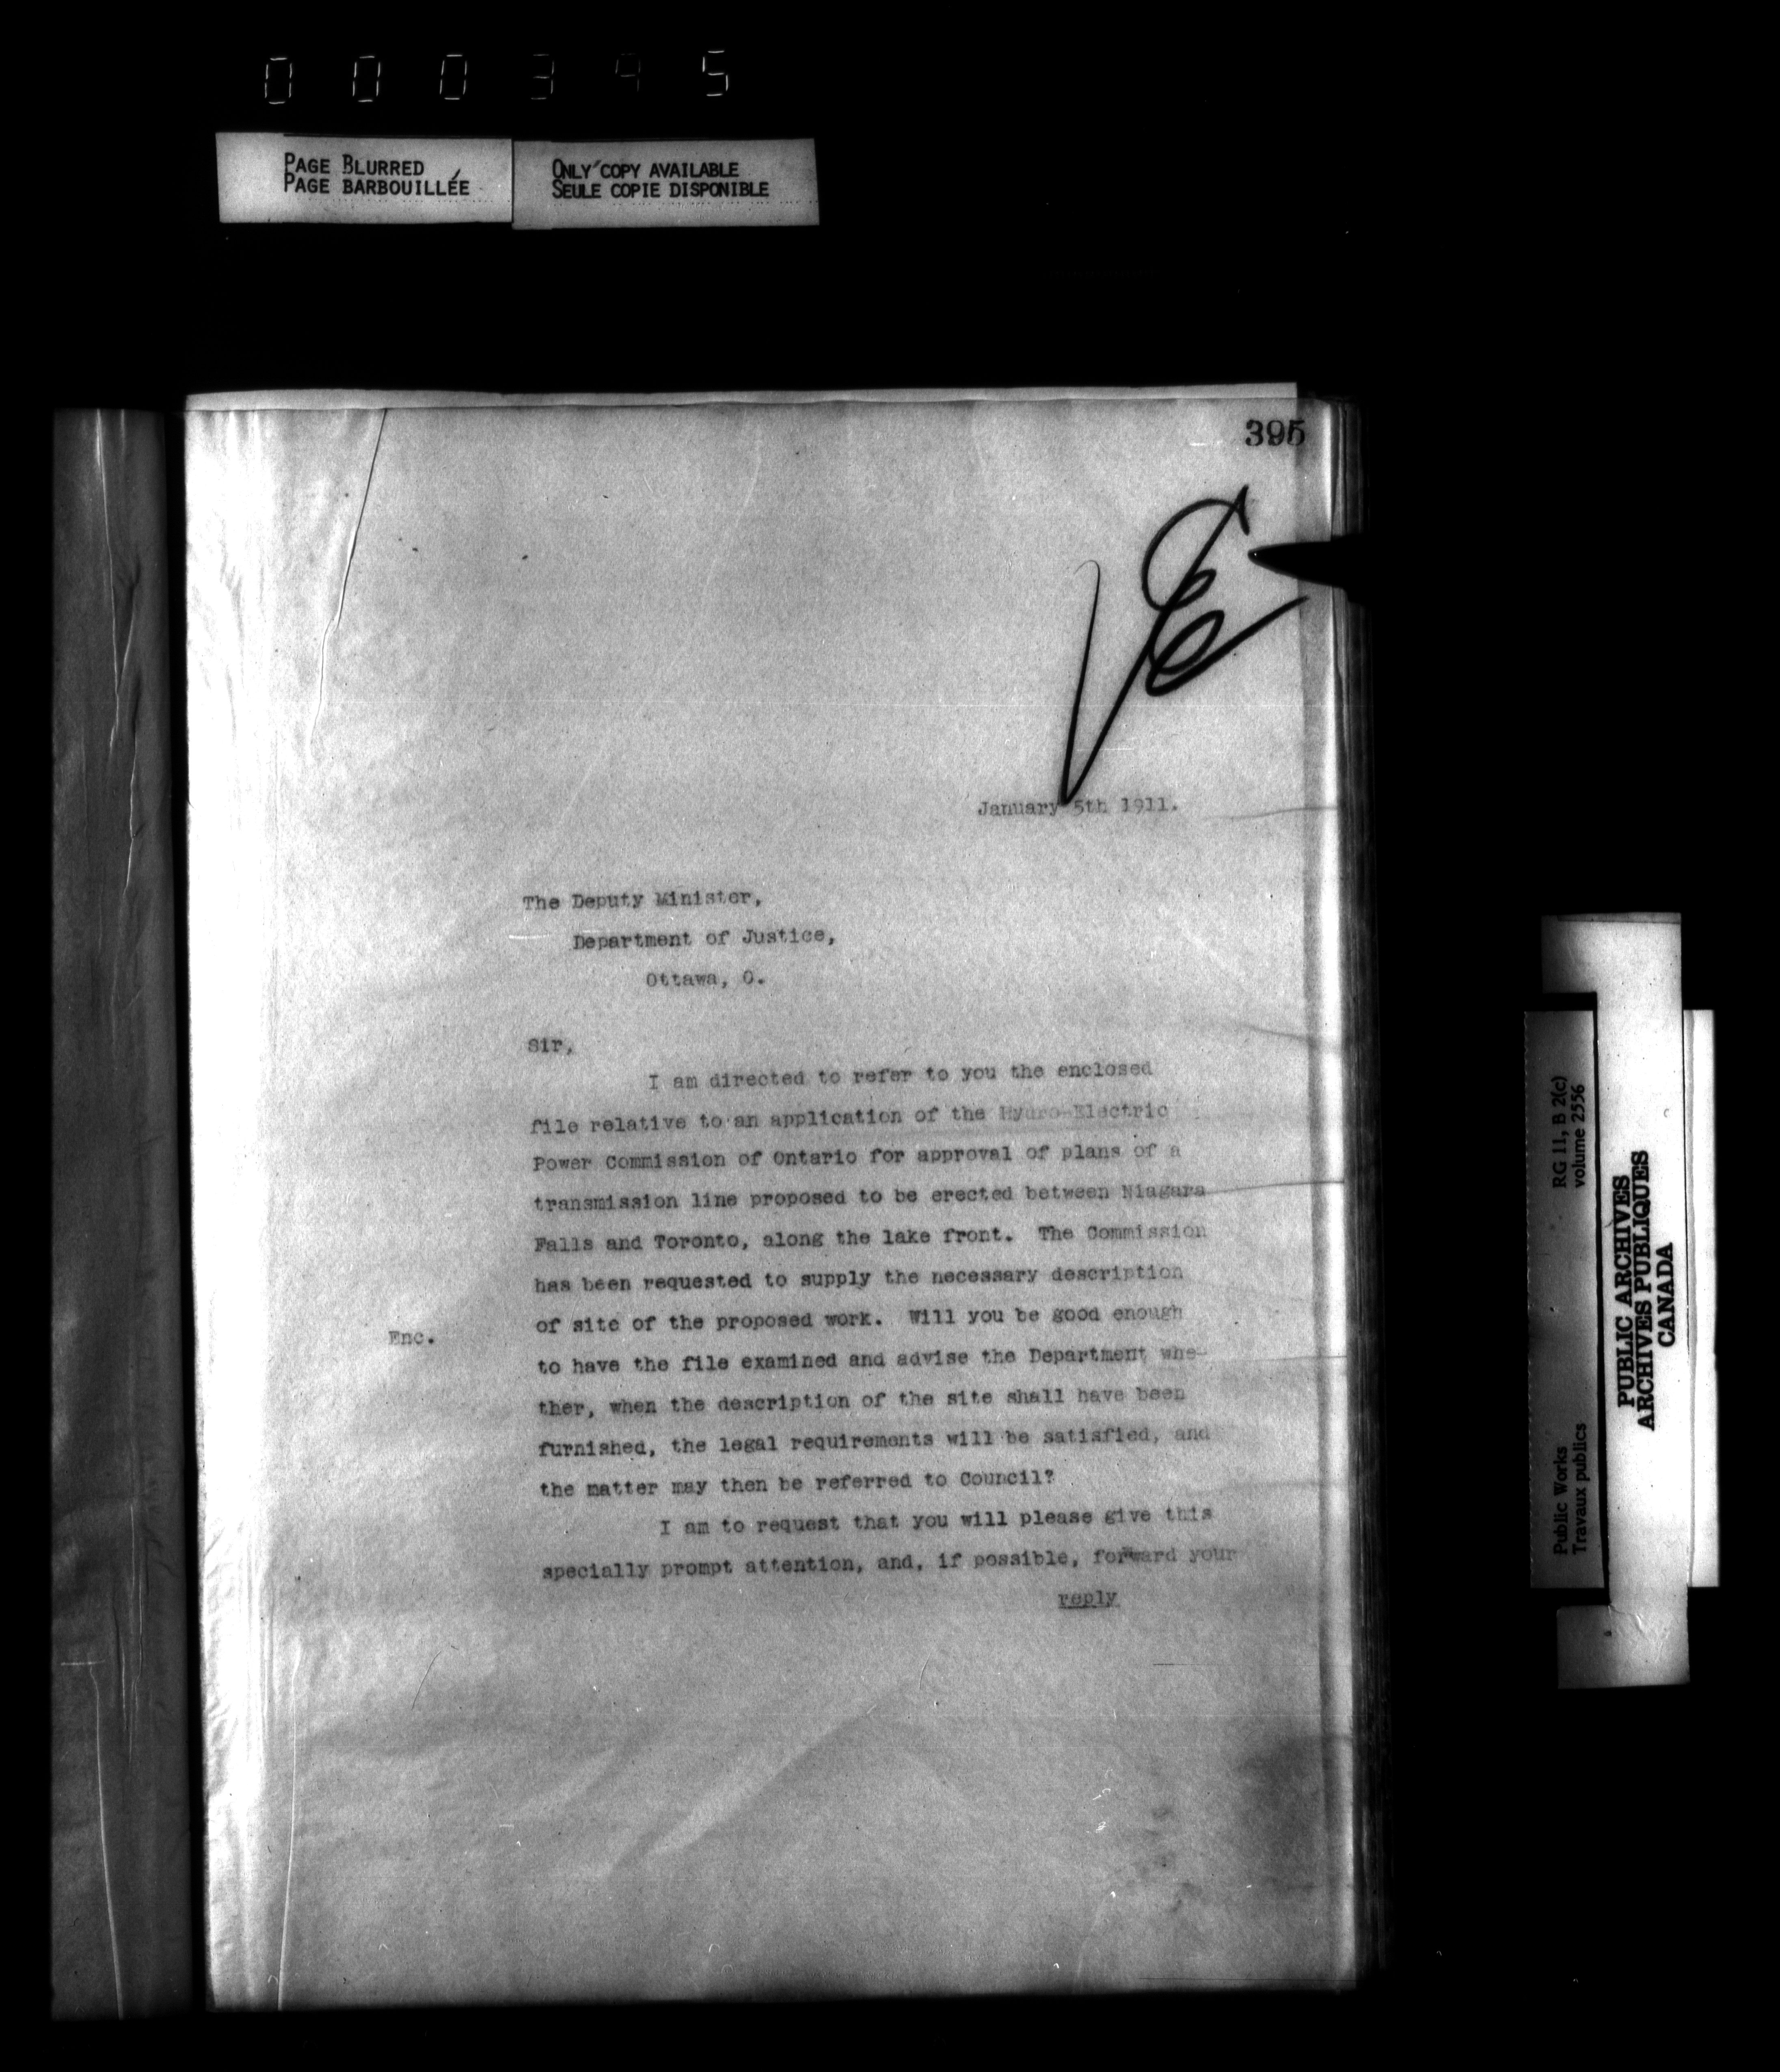 000345
PAGE BLURRED
PAGE BARBOUILLÉE
ONLY COPY AVAILABLE
SEULE COPIE DISPONIBLE
395
January 5th 1911.
The Deputy Minister,
Department of Justice,
Ottawa, O.
Sir,
I am directed to refer to you the enclosed
file relative to an application of the Hydro-Electric
Power Commission of Ontario for approval of plans of a
transmission line proposed to be erected between Niagara
Falls and Toronto, along the lake front. The Commission
has been requested to supply the necessary description
of site of the proposed work. Will you be good enough
Enc.
to have the file examined and advise the Department whe-
ther, when the description of the site shall have been
furnished, the legal requirements will be satisfied, and
the matter may then be referred to Council?
I am to request that you will please give this
specially prompt attention, and, if possible, forward your
reply
Public Works
Travaux publics
RG 11, B 2(c)
volume 2556
PUBLIC ARCHIVES
ARCHIVES PUBLIQUES
CANADA